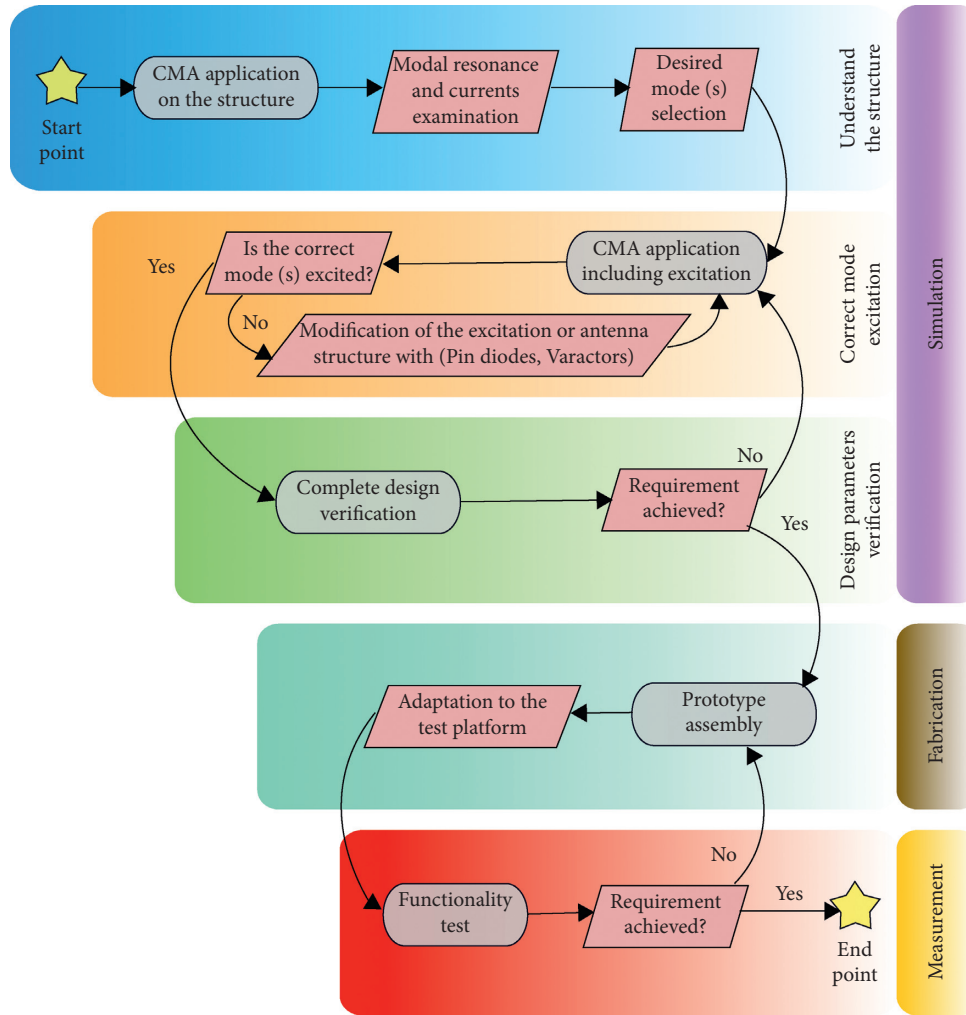 CMA application
on the structure
Modal resonance
and currents
examination
Desired
mode (s)
selection
Start
point
Understand
the structure
Yes
Is the correct
mode (s) excited?
CMA application
including excitation
No
Modification of the excitation or antenna
structure with (Pin diodes, Varactors)
Correct mode
excitation
Simulation
Complete design
verification
Requirement
achieved?
No
Yes
Design parameters
verification
Adaptation to the
test platform
Prototype
assembly
Fabrication
Functionality
test
Requirement
achieved?
No
Yes
End
point
Measurement